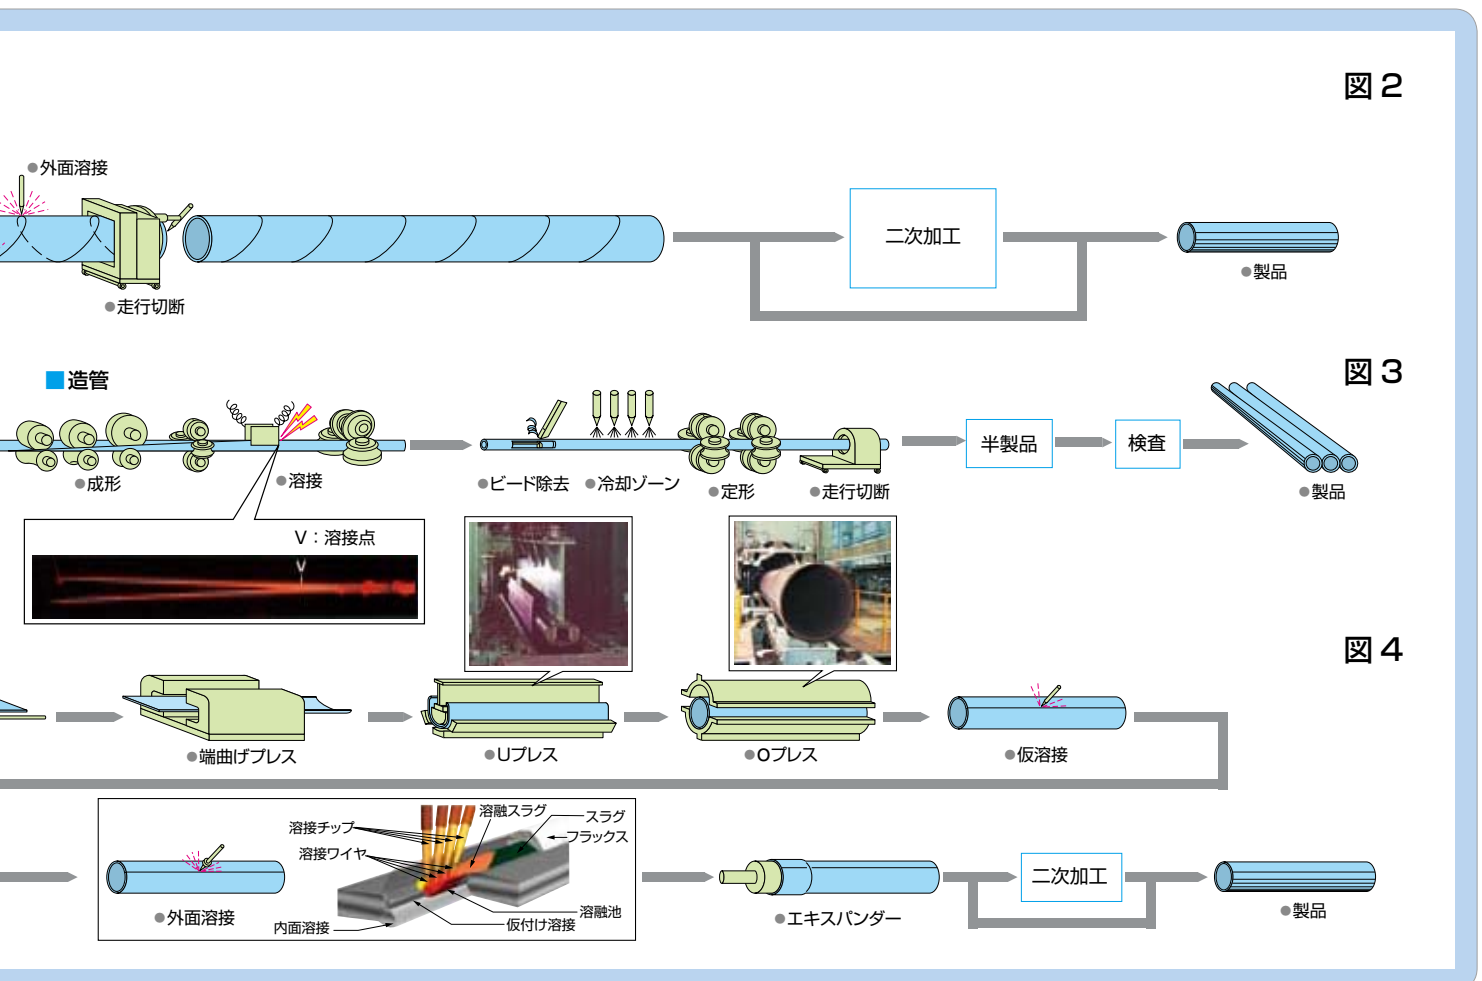 図2
●外面溶接
●走行切断
二次加工
●製品
■造管
図3
●成形
●溶接
●ビード除去
●冷却ゾーン
●定形
●走行切断
半製品
検査
●製品
V：溶接点
V
図4
●端曲げプレス
●Uプレス
●Oプレス
●仮溶接
●外面溶接
溶接チップ
溶融スラグ
スラグ
フラックス
溶接ワイヤ
溶融池
仮付け溶接
内面溶接
●エキスパンダー
二次加工
●製品